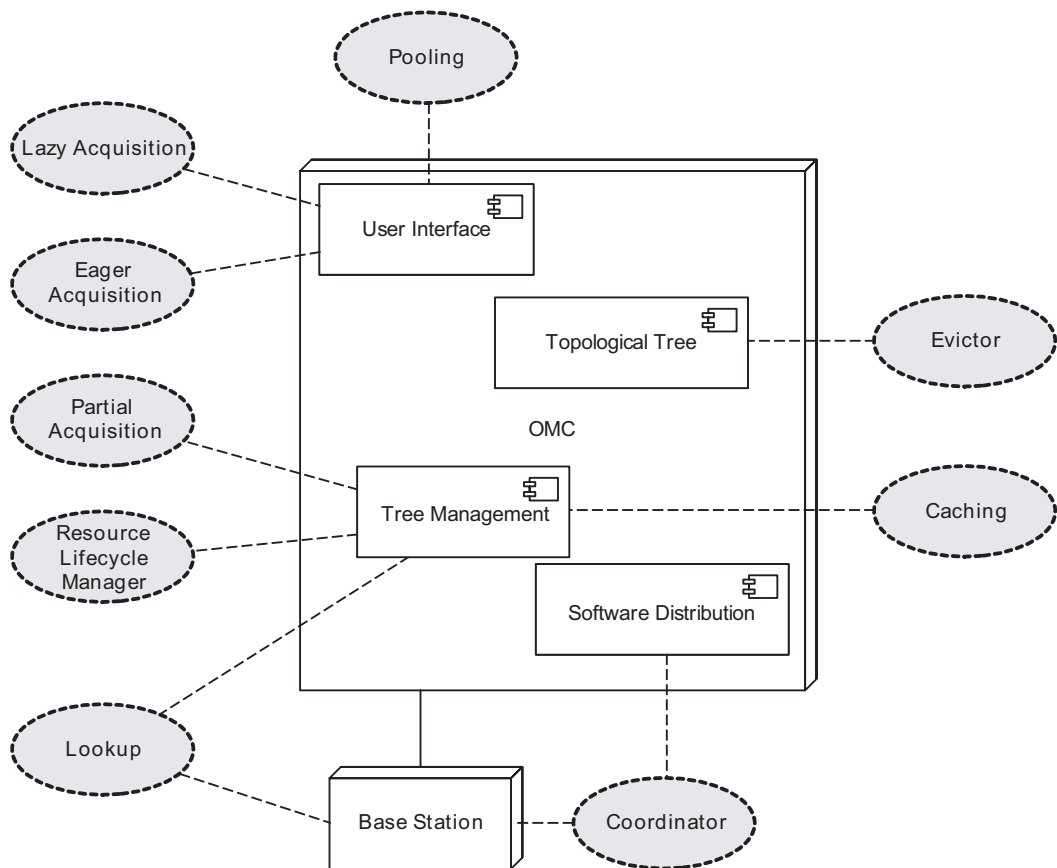 Pooling
Lazy Acquisition
User Interface
Eager
Acquisition
Topological Tree
Evictor
Partial
Acquisition
OMC
Tree Management
Caching
Resource
Lifecycle
Manager
Software Distribution
Lookup
Base Station
Coordinator